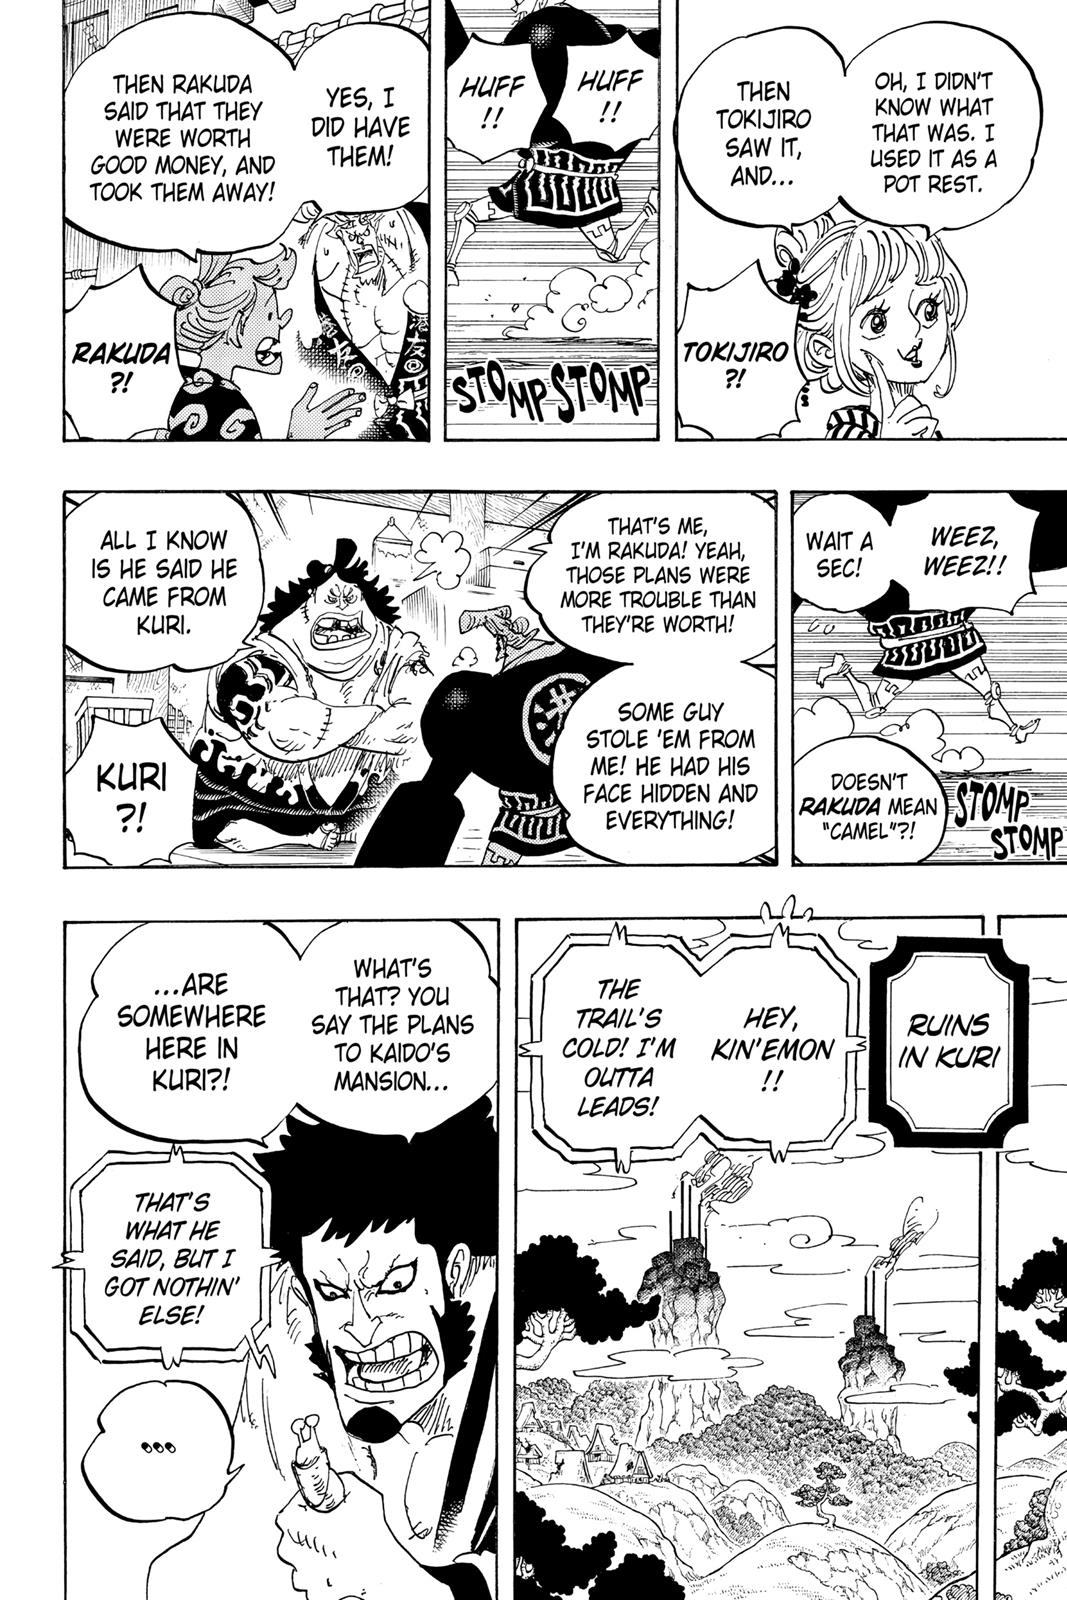 OH, I DIDN'T
KNOW WHAT
THAT WAS. I
USED IT AS A
POT REST.
THEN
TOKIJIRO
SAW IT,
AND...
TOKIJIRO
?!
HUFF
!!
HUFF
!!
STOMP STOMP
YES, I
DID HAVE
THEM!
THEN RAKUDA
SAID THAT THEY
WERE WORTH
GOOD MONEY, AND
TOOK THEM AWAY!
RAKUDA
?!
WEEZ,
WEEZ!!
WAIT A
SEC!
DOESN'T
RAKUDA MEAN
"CAMEL"?!
STOMP
STOMP
THAT'S ME,
I'M RAKUDA! YEAH,
THOSE PLANS WERE
MORE TROUBLE THAN
THEY'RE WORTH!
SOME GUY
STOLE 'EM FROM
ME! HE HAD HIS
FACE HIDDEN AND
EVERYTHING!
ALL I KNOW
IS HE SAID HE
CAME FROM
KURI.
KURI
?!
RUINS
IN KURI
HEY,
KIN'EMON
!!
THE
TRAIL'S
COLD! I'M
OUTTA
LEADS!
WHAT'S
THAT? YOU
SAY THE PLANS
TO KAIDO'S
MANSION...
...ARE
SOMEWHERE
HERE IN
KURI?!
THAT'S
WHAT HE
SAID, BUT I
GOT NOTHIN'
ELSE!
...